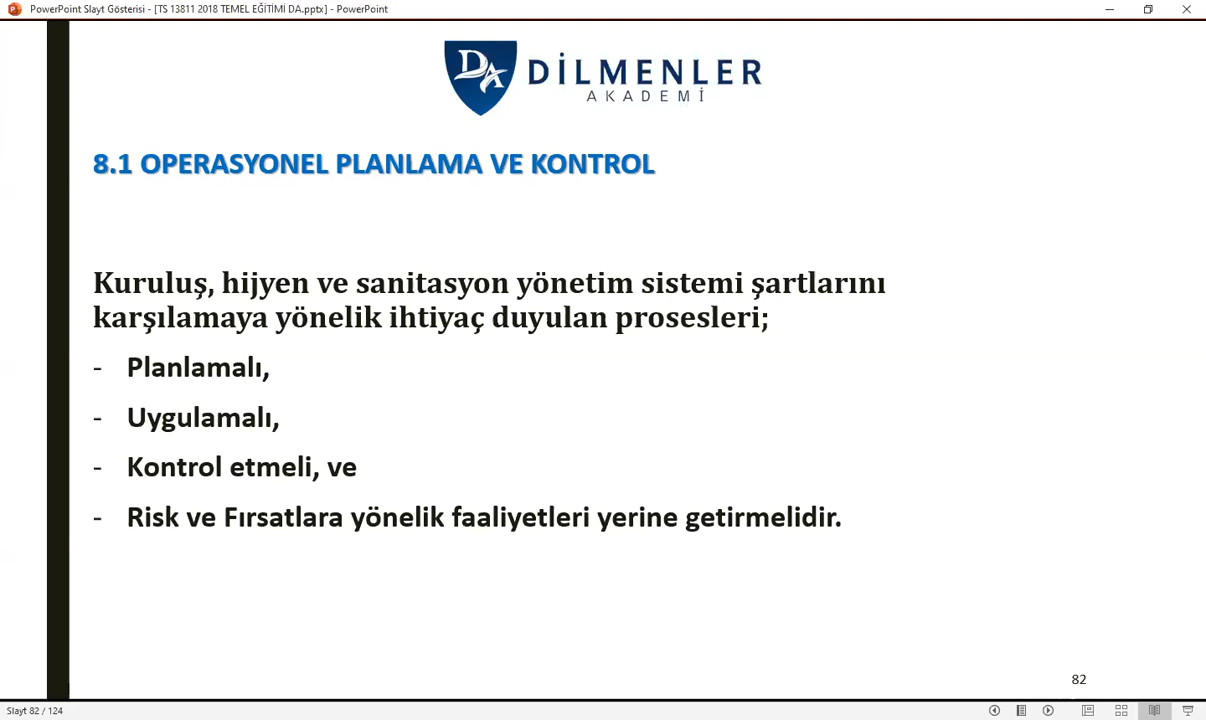 PowerPoint Slayt Gösterisi - [TS 13811 2018 TEMEL EĞİTİMİ DA.pptx] - PowerPoint
DA DİLMENLER
AKADEMİ
8.1 OPERASYONEL PLANLAMA VE KONTROL
Kuruluş, hijyen ve sanitasyon yönetim sistemi şartlarını
karşılamaya yönelik ihtiyaç duyulan prosesleri;
- Planlamalı,
- Uygulamalı,
- Kontrol etmeli, ve
- Risk ve Fırsatlara yönelik faaliyetleri yerine getirmelidir.
82
Slayt 82 / 124